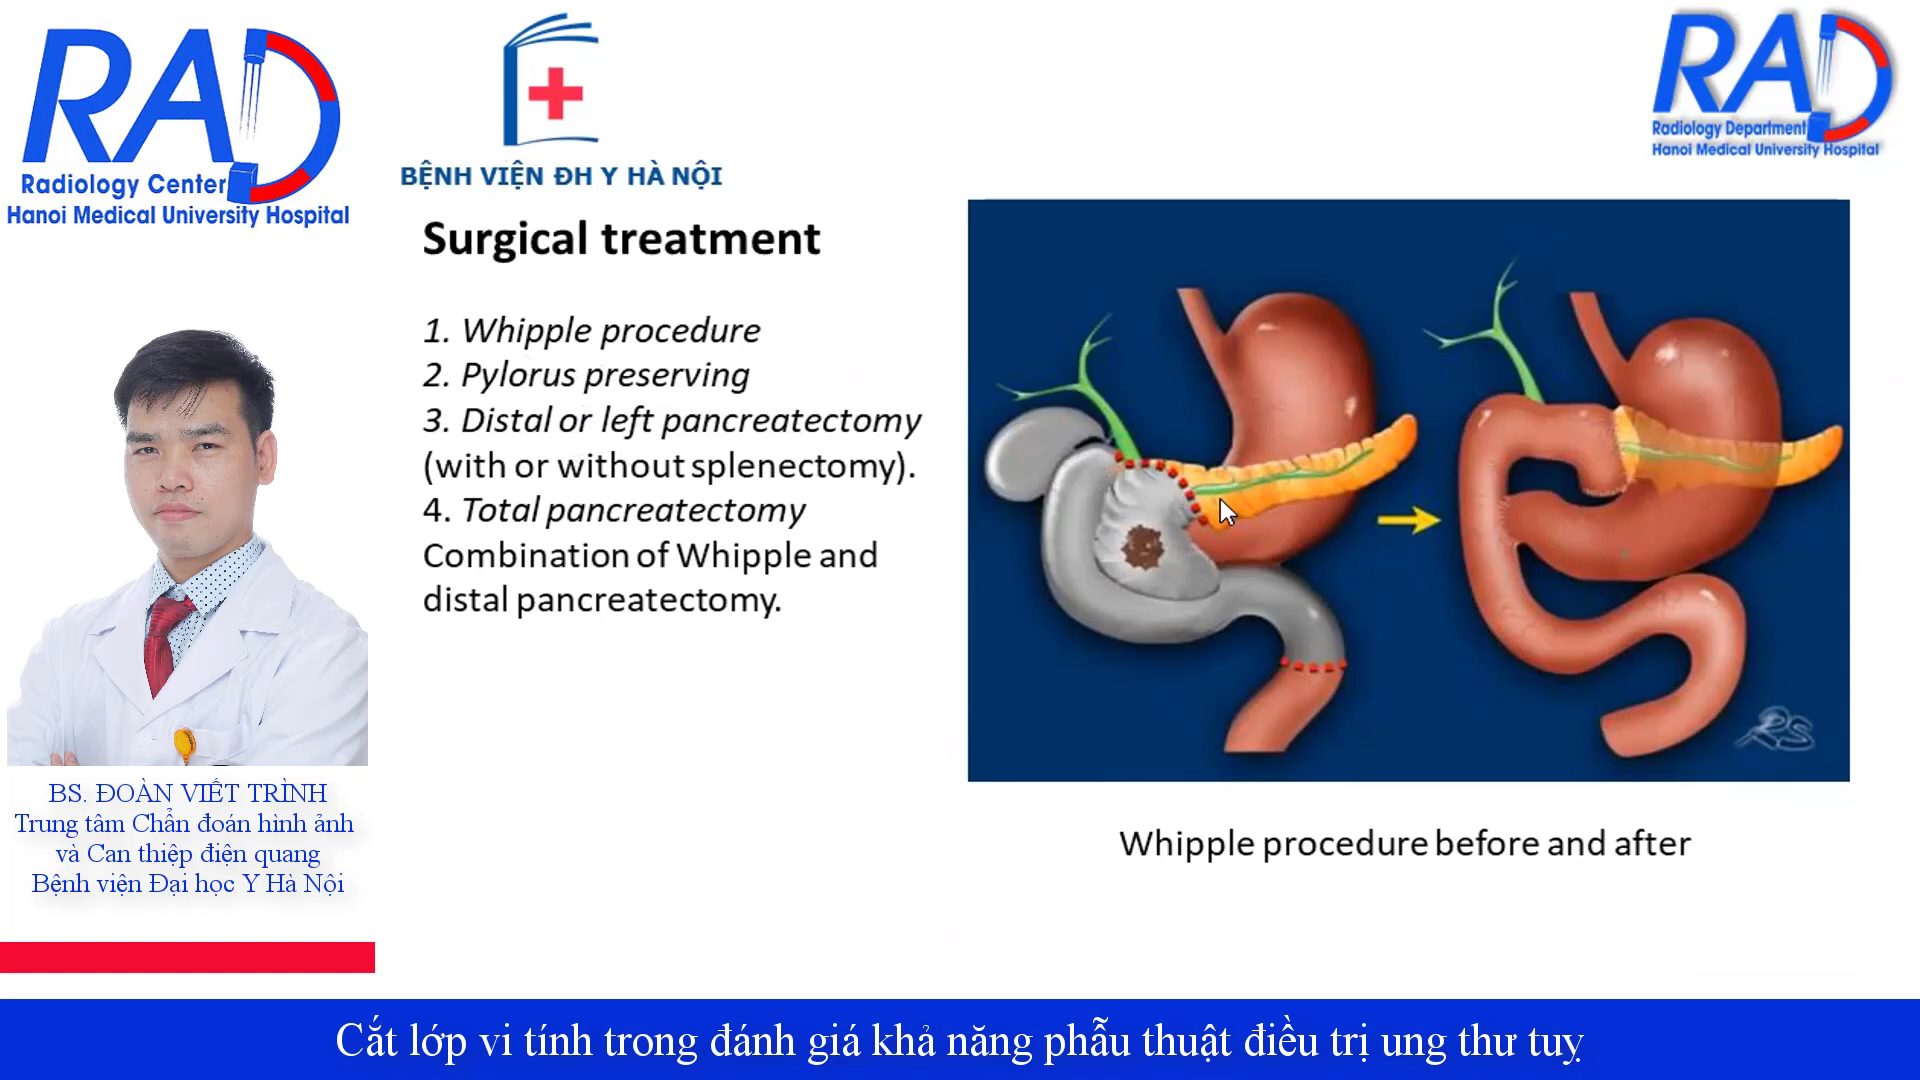 RAD
Radiology Center
Hanoi Medical University Hospital
BỆNH VIỆN ĐH Y HÀ NỘI
RAD
Radiology Department
Hanoi Medical University Hospital
Surgical treatment
1. Whipple procedure
2. Pylorus preserving
3. Distal or left pancreatectomy
(with or without splenectomy).
4. Total pancreatectomy
Combination of Whipple and
distal pancreatectomy.
RS
Whipple procedure before and after
BS. ĐOÀN VIẾT TRÌNH
Trung tâm Chẩn đoán hình ảnh
và Can thiệp điện quang
Bệnh viện Đại học Y Hà Nội
Cắt lớp vi tính trong đánh giá khả năng phẫu thuật điều trị ung thư tuỵ